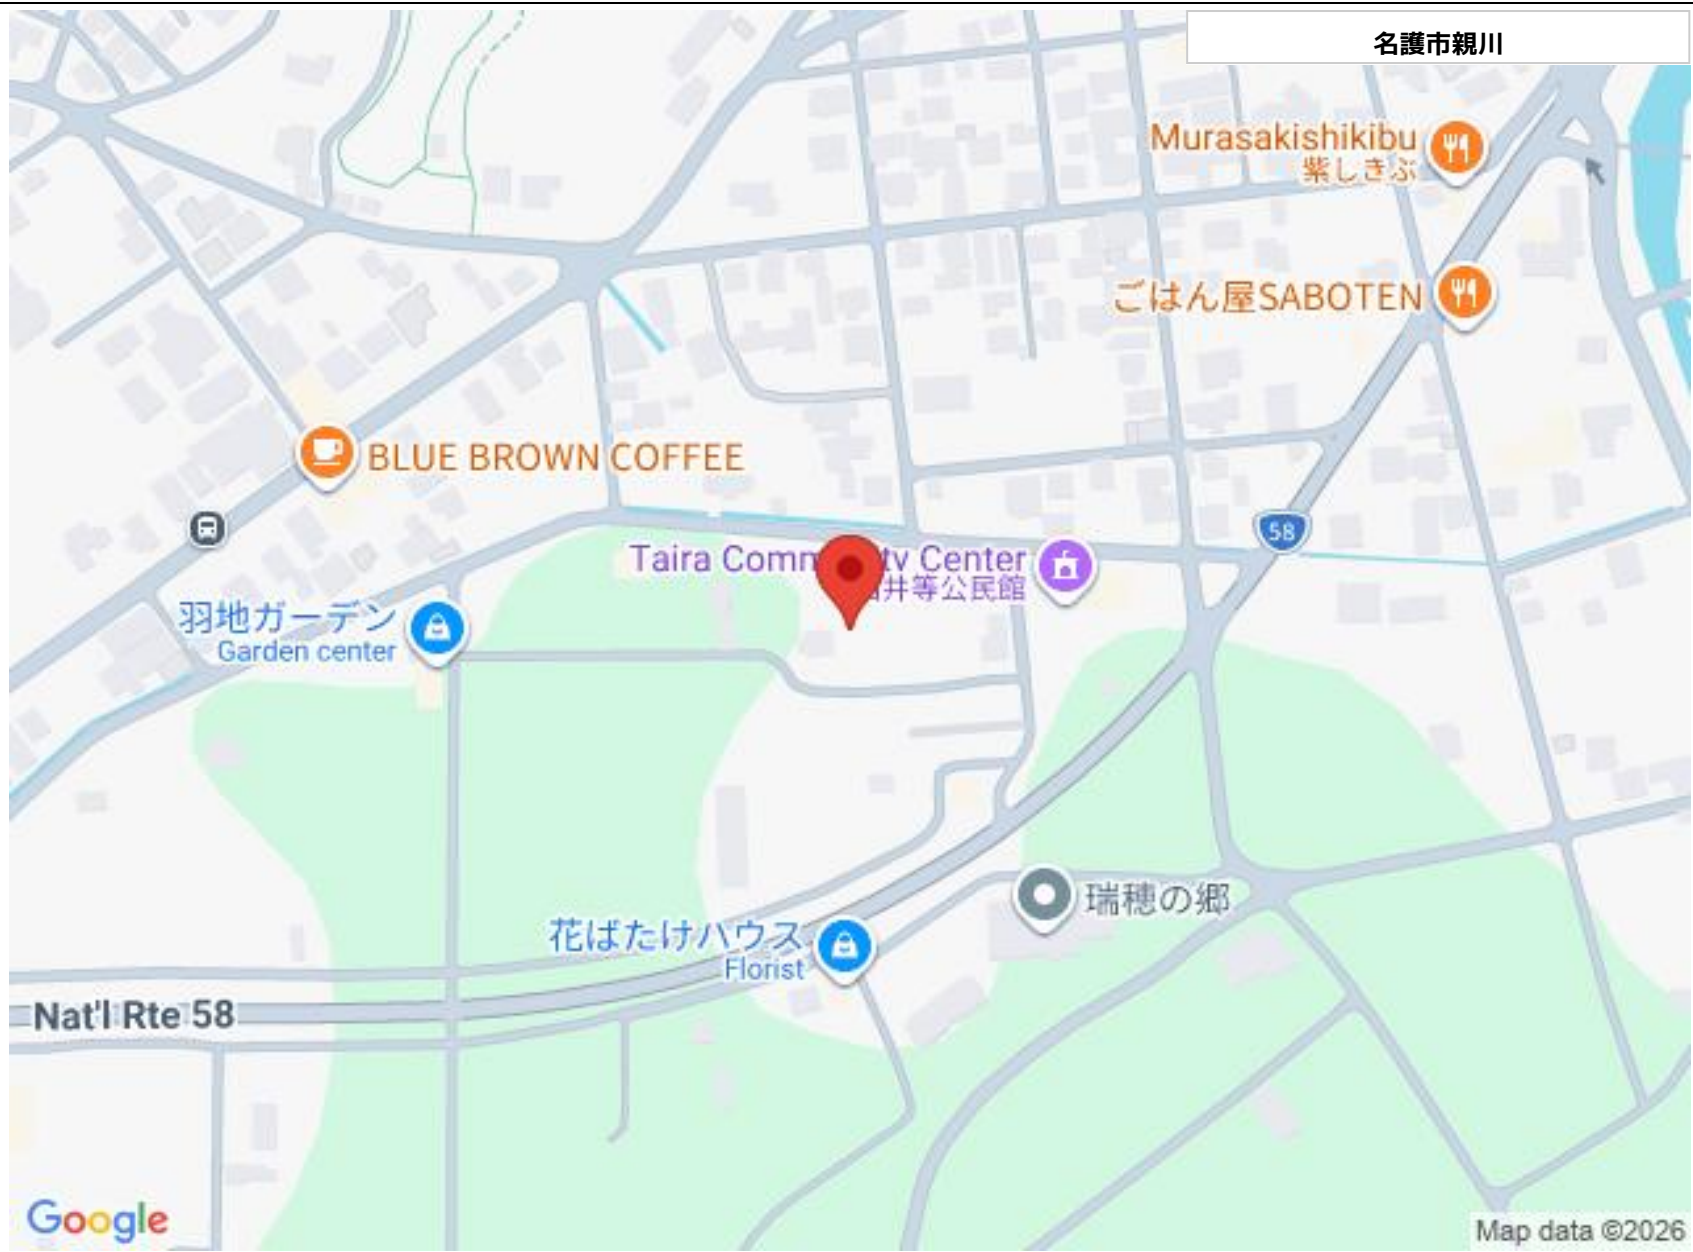 名護市親川
Murasakishikibu
紫しきぶ
ごはん屋SABOTEN
BLUE BROWN COFFEE
58
Taira Center
井等公民館
羽地ガーデン
Garden center
瑞穂の郷
花ばたけハウス
Florist
Nat'l Rte 58
Google
Map data ©2026